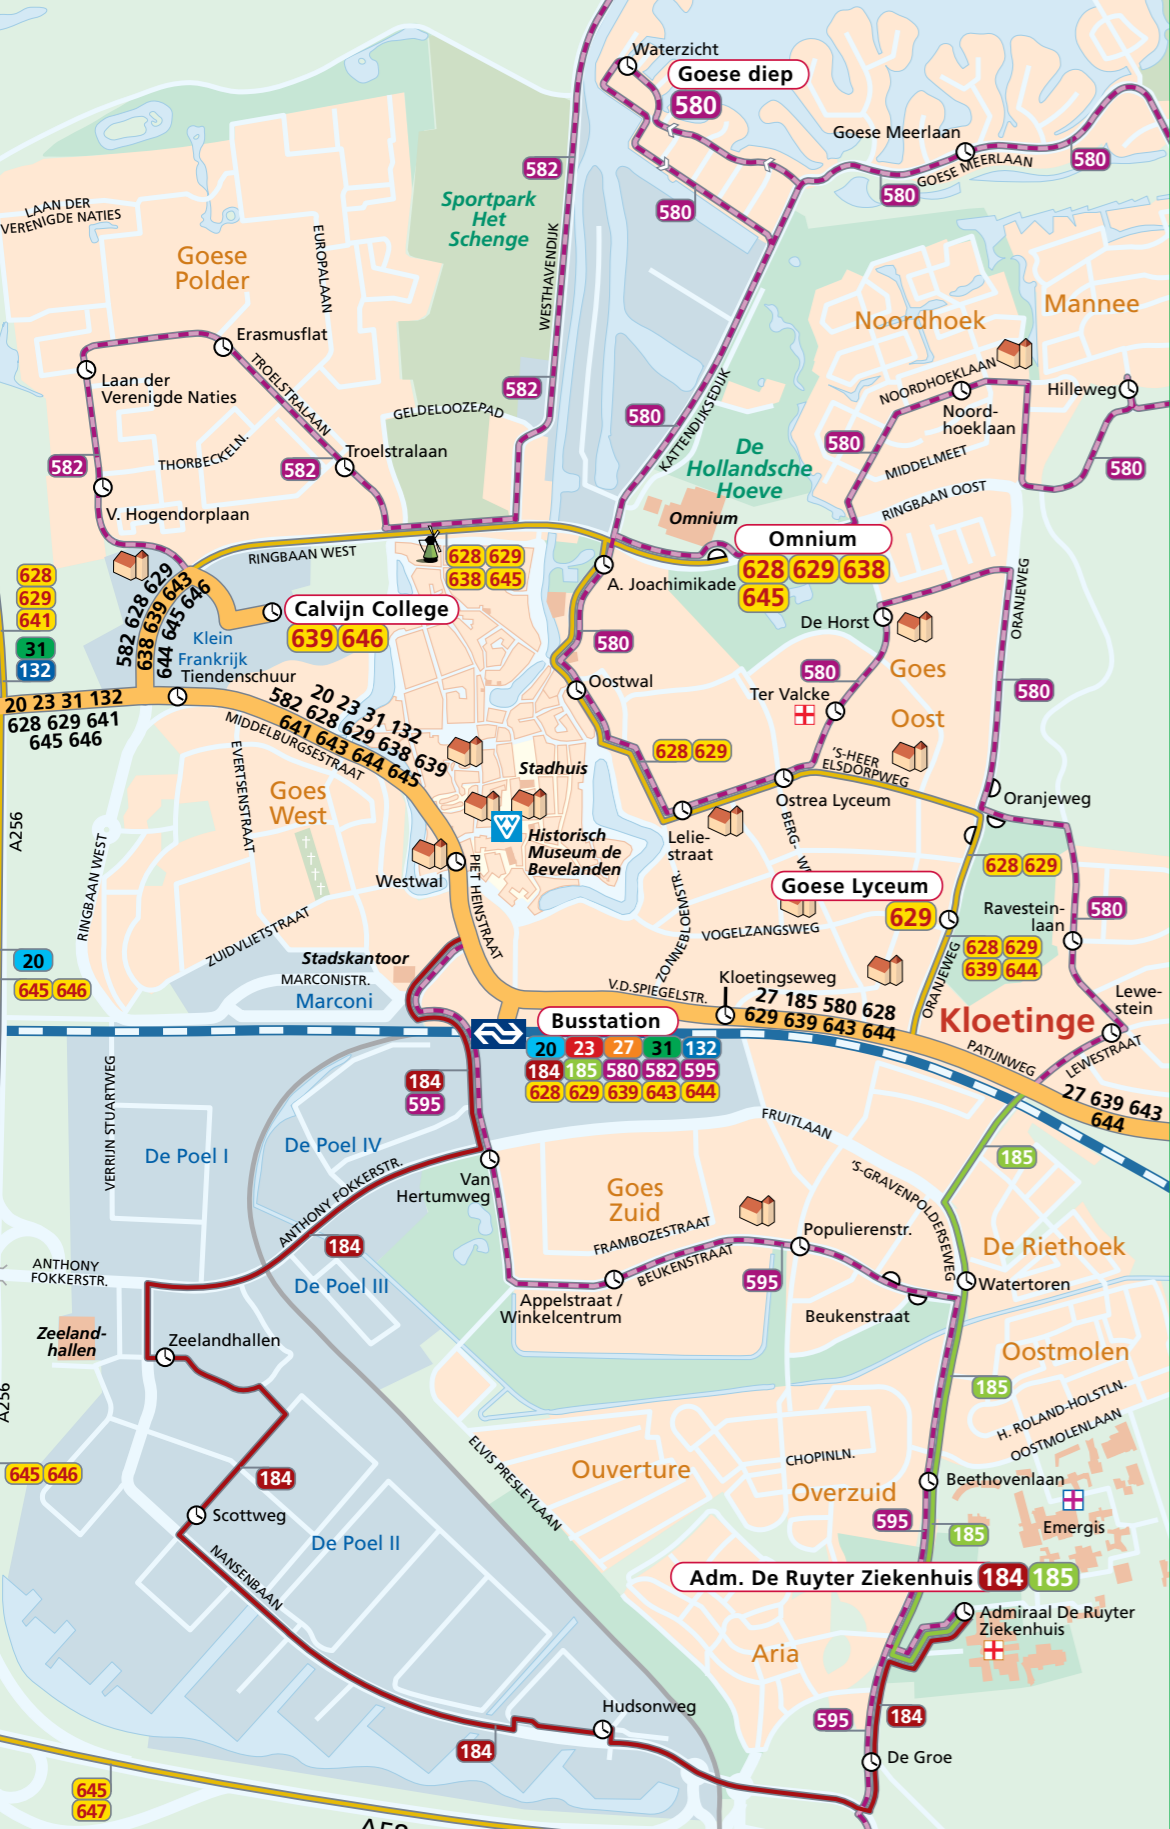 Waterzicht
Goese diep
580
Goese Meerlaan
GOESE MEERLAAN
580
580
582
580
Sportpark
Het
Schenge
LAAN DER
VERENIGDE NATIES
EUROPALAAN
Goese
Polder
WESTHAVENDIJK
Mannee
Noordhoek
Erasmusflat
TROELSTRALAAN
Laan der
Verenigde Naties
582
GELDELOOZEPAD
580
KATTENDIJKSEDIJK
NOORDHOEKLAAN
Noord-
hoeklaan
Hilleweg
580
580
MIDDELMEET
RINGBAAN OOST
De
Hollandsche
Hoeve
THORBECKELN.
Troelstralaan
582
582
V. Hogendorplaan
Omnium
Omnium
628 629 638
645
RINGBAAN WEST
628 629
638 645
A. Joachimikade
628
629
641
31
132
582 628 629
638 639 643
644 645 646
Calvijn College
639 646
Klein
Frankrijk
Tiendenschuur
De Horst
ORANJEWEG
580
580
Goes
Oost
Ter Valcke
580
Oostwal
20 23 31 132
628 629 641
645 646
20 23 31 132
582 628 629 638 639
641 643 644 645
MIDDELBURGSESTRAAT
628 629
'S-HEER
ELSDORPWEG
Ostrea Lyceum
Oranjeweg
Stadhuis
EVERTSENSTRAAT
Goes
West
A256
RINGBAAN WEST
Historisch
Museum de
Bevelanden
Lelie-
straat
BERG-
628 629
Westwal
PIET HEINSTRAAT
Goese Lyceum
629
Ravestein-
laan
580
ZUIDVLIETSTRAAT
ZONNEBLOEMSTR.
VOGELZANGSWEG
ORANJEWEG
628 629
639 644
20
645 646
Stadskantoor
MARCONISTR.
Marconi
Kloetingseweg
V.D.SPIEGELSTR.
27 185 580 628
629 639 643 644
Kloetinge
Lewe-
stein
LEWESTRAAT
PATIJNWEG
27 639 643
644
Busstation
20 23 27 31 132
184 185 580 582 595
628 629 639 643 644
184
595
VERRIJN STUARTWEG
De Poel I
De Poel IV
FRUITLAAN
185
ANTHONY FOKKERSTR.
Van
Hertumweg
Goes
Zuid
'S-GRAVENPOLDERSEWEG
184
FRAMBOZESTRAAT
Populierenstr.
De Riethoek
ANTHONY
FOKKERSTR.
De Poel III
BEUKENSTRAAT
595
Watertoren
Appelstraat /
Winkelcentrum
Beukenstraat
Zeeland-
hallen
Zeelandhallen
Oostmolen
A256
185
H. ROLAND-HOLSTLN.
OOSTMOLENLAAN
645 646
184
ELVIS PRESLEYLAAN
Ouverture
CHOPINLN.
Overzuid
Beethovenlaan
Scottweg
595
185
Emergis
De Poel II
NANSENBAAN
Adm. De Ruyter Ziekenhuis 184 185
Admiraal De Ruyter
Ziekenhuis
Aria
Hudsonweg
595
184
184
De Groe
645
647